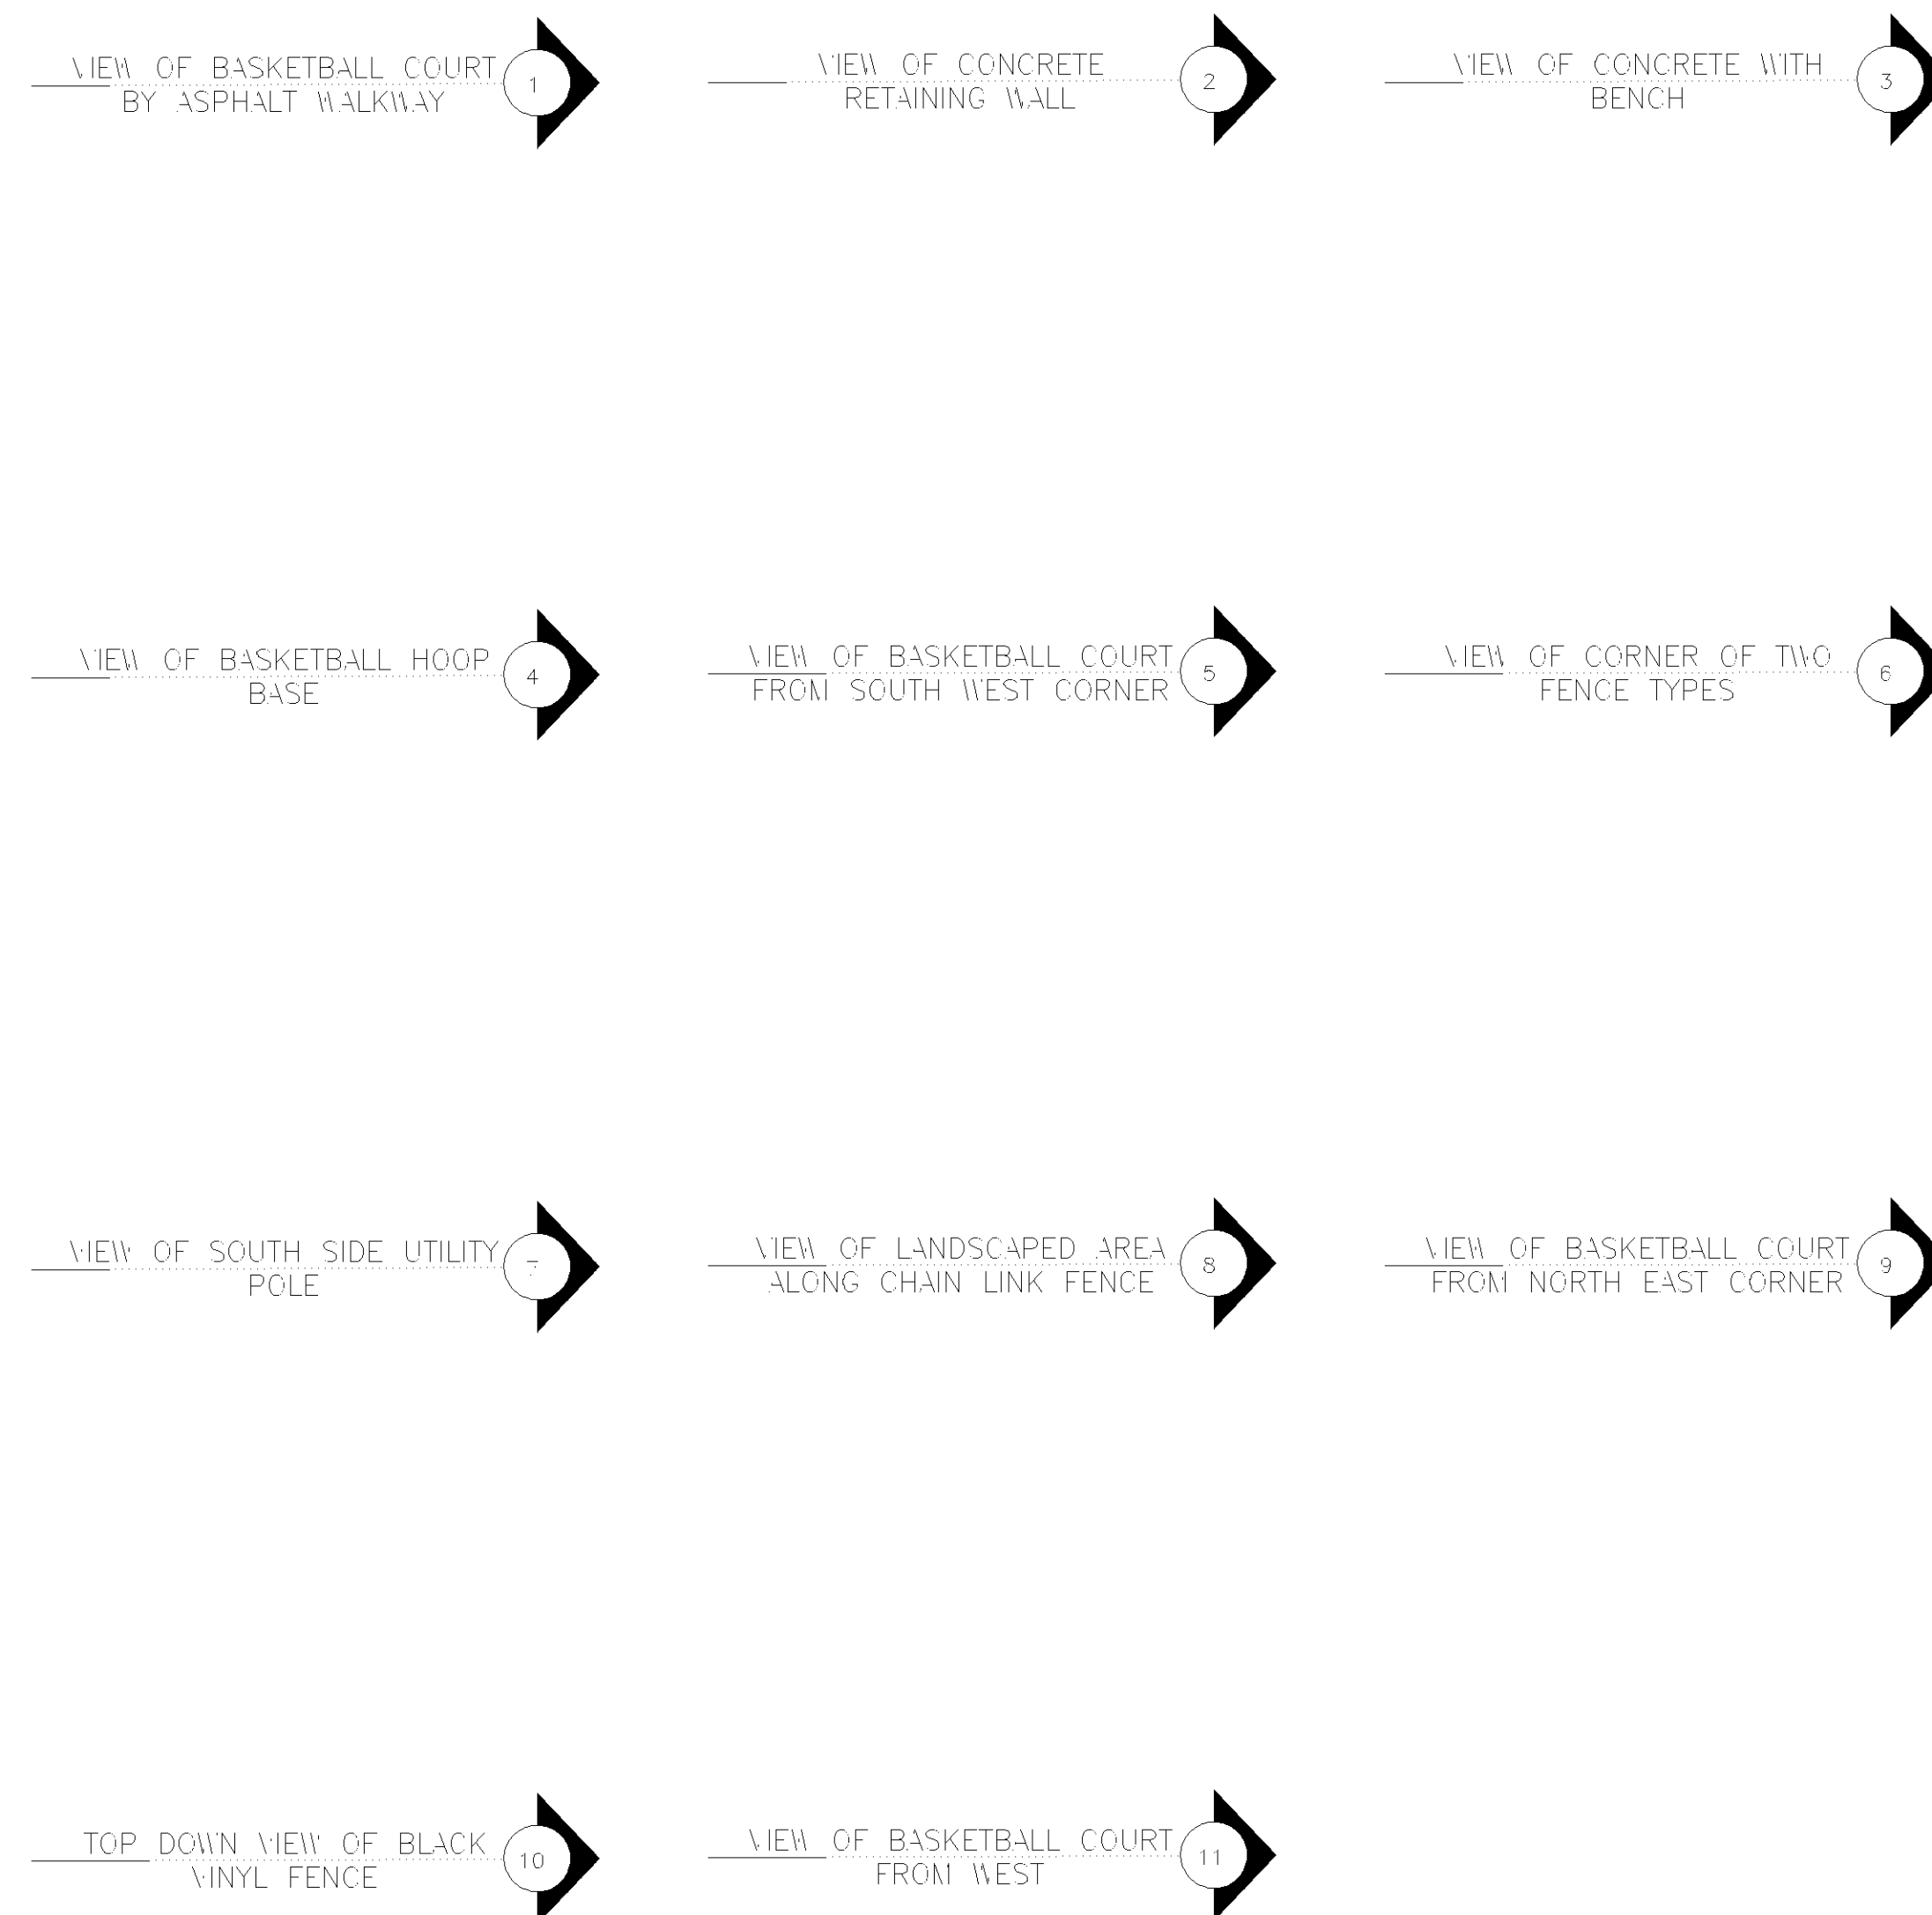 VIEW OF BASKETBALL COURT
BY ASPHALT WALKWAY
1
VIEW OF CONCRETE
RETAINING WALL
2
VIEW OF CONCRETE WITH
BENCH
3
VIEW OF BASKETBALL HOOP
BASE
4
VIEW OF BASKETBALL COURT
FROM SOUTH WEST CORNER
5
VIEW OF CORNER OF TWO
FENCE TYPES
6
VIEW OF SOUTH SIDE UTILITY
POLE
7
VIEW OF LANDSCAPED AREA
ALONG CHAIN LINK FENCE
8
VIEW OF BASKETBALL COURT
FROM NORTH EAST CORNER
9
TOP DOWN VIEW OF BLACK
VINYL FENCE
10
VIEW OF BASKETBALL COURT
FROM WEST
11